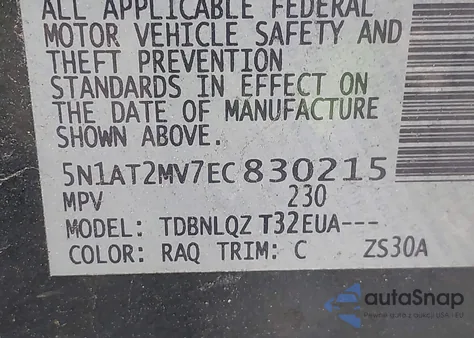 ALL APPLICABLE FEDERAL
MOTOR VEHICLE SAFETY AND
THEFT PREVENTION
STANDARDS IN EFFECT ON
THE DATE OF MANUFACTURE
SHOWN ABOVE.
5N1AT2MV7EC830215
MPV 230
MODEL: TDBNLQZ T32EUA---
COLOR: RAQ TRIM: C ZS30A
autaSnap